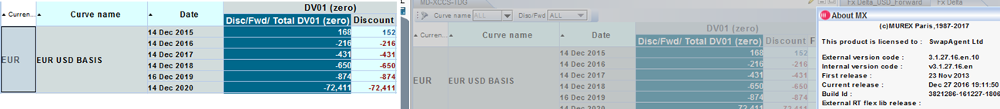 DV01 (zero)
Curren... Curve name Date Disc/Fwd/ Total DV01 (zero) Discount
14 Dec 2015 168 152
14 Dec 2016 -216 -216
14 Dec 2017 -431 -431
EUR EUR USD BASIS 14 Dec 2018 -650 -650
16 Dec 2019 -874 -874
14 Dec 2020 -72,411 -72,411
MD-XCCS-TDG
Curve name ALL Disc/Fwd ALL
DV01 (zero)
Curren... Curve name Date Disc/Fwd/ Total DV01 (zero) Discount F
14 Dec 2015 168 152
14 Dec 2016 -216 -216
14 Dec 2017 -431 -431
EUR EUR USD BASIS 14 Dec 2018 -650 -650
16 Dec 2019 -874 -874
14 Dec 2020 -72,411 -72,411
Fx Delta_USD_Forward Fx Delta
About MX
(c)MUREX Paris,1987-2017
This product is licensed to : SwapAgent Ltd
External version code : 3.1.27.16.en.10
Internal version code : v3.1.27.16.en
First release : 23 Nov 2013
Current release : Dec 27 2016 19:11:50
Build Id : 3821286-161227-1806
External RT flex lib release :